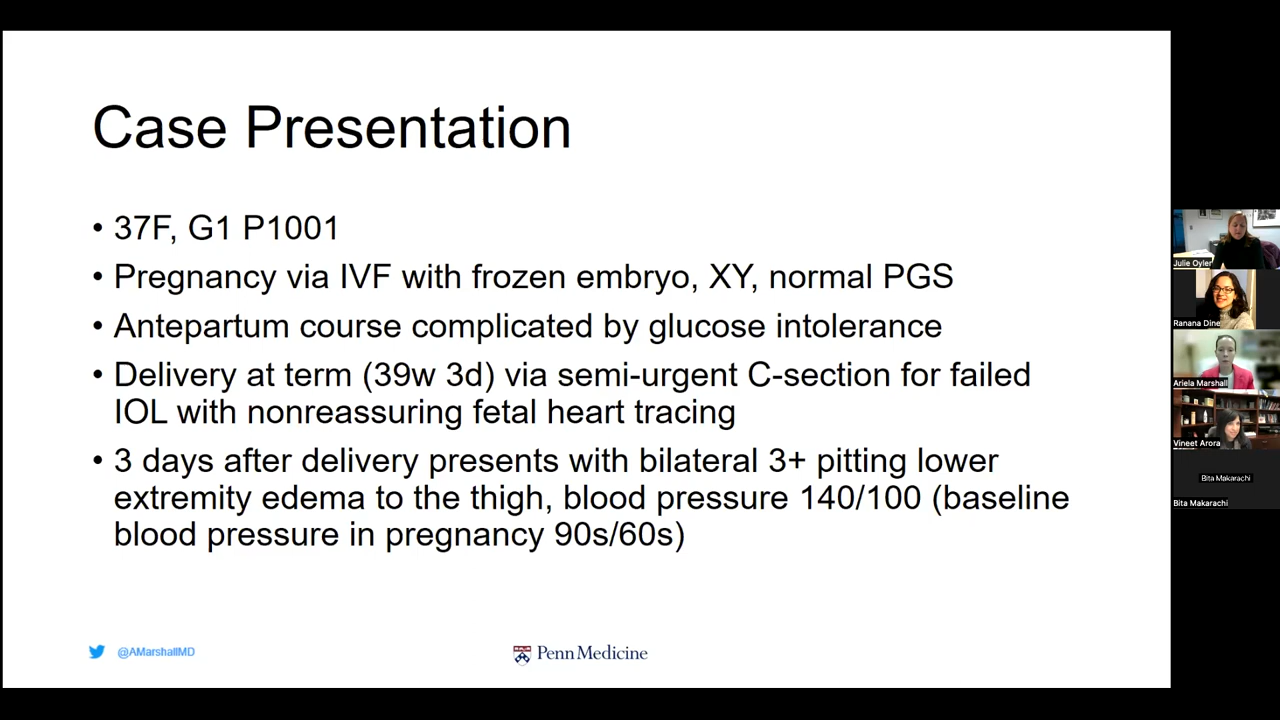 Case Presentation
• 37F, G1 P1001
• Pregnancy via IVF with frozen embryo, XY, normal PGS
• Antepartum course complicated by glucose intolerance
• Delivery at term (39w 3d) via semi-urgent C-section for failed
IOL with nonreassuring fetal heart tracing
• 3 days after delivery presents with bilateral 3+ pitting lower
extremity edema to the thigh, blood pressure 140/100 (baseline
blood pressure in pregnancy 90s/60s)
@AMarshallMD
Penn Medicine
Julie Oyler
Ranana Dine
Ariela Marshall
Vineet Arora
Bita Makarachi
Bita Makarachi